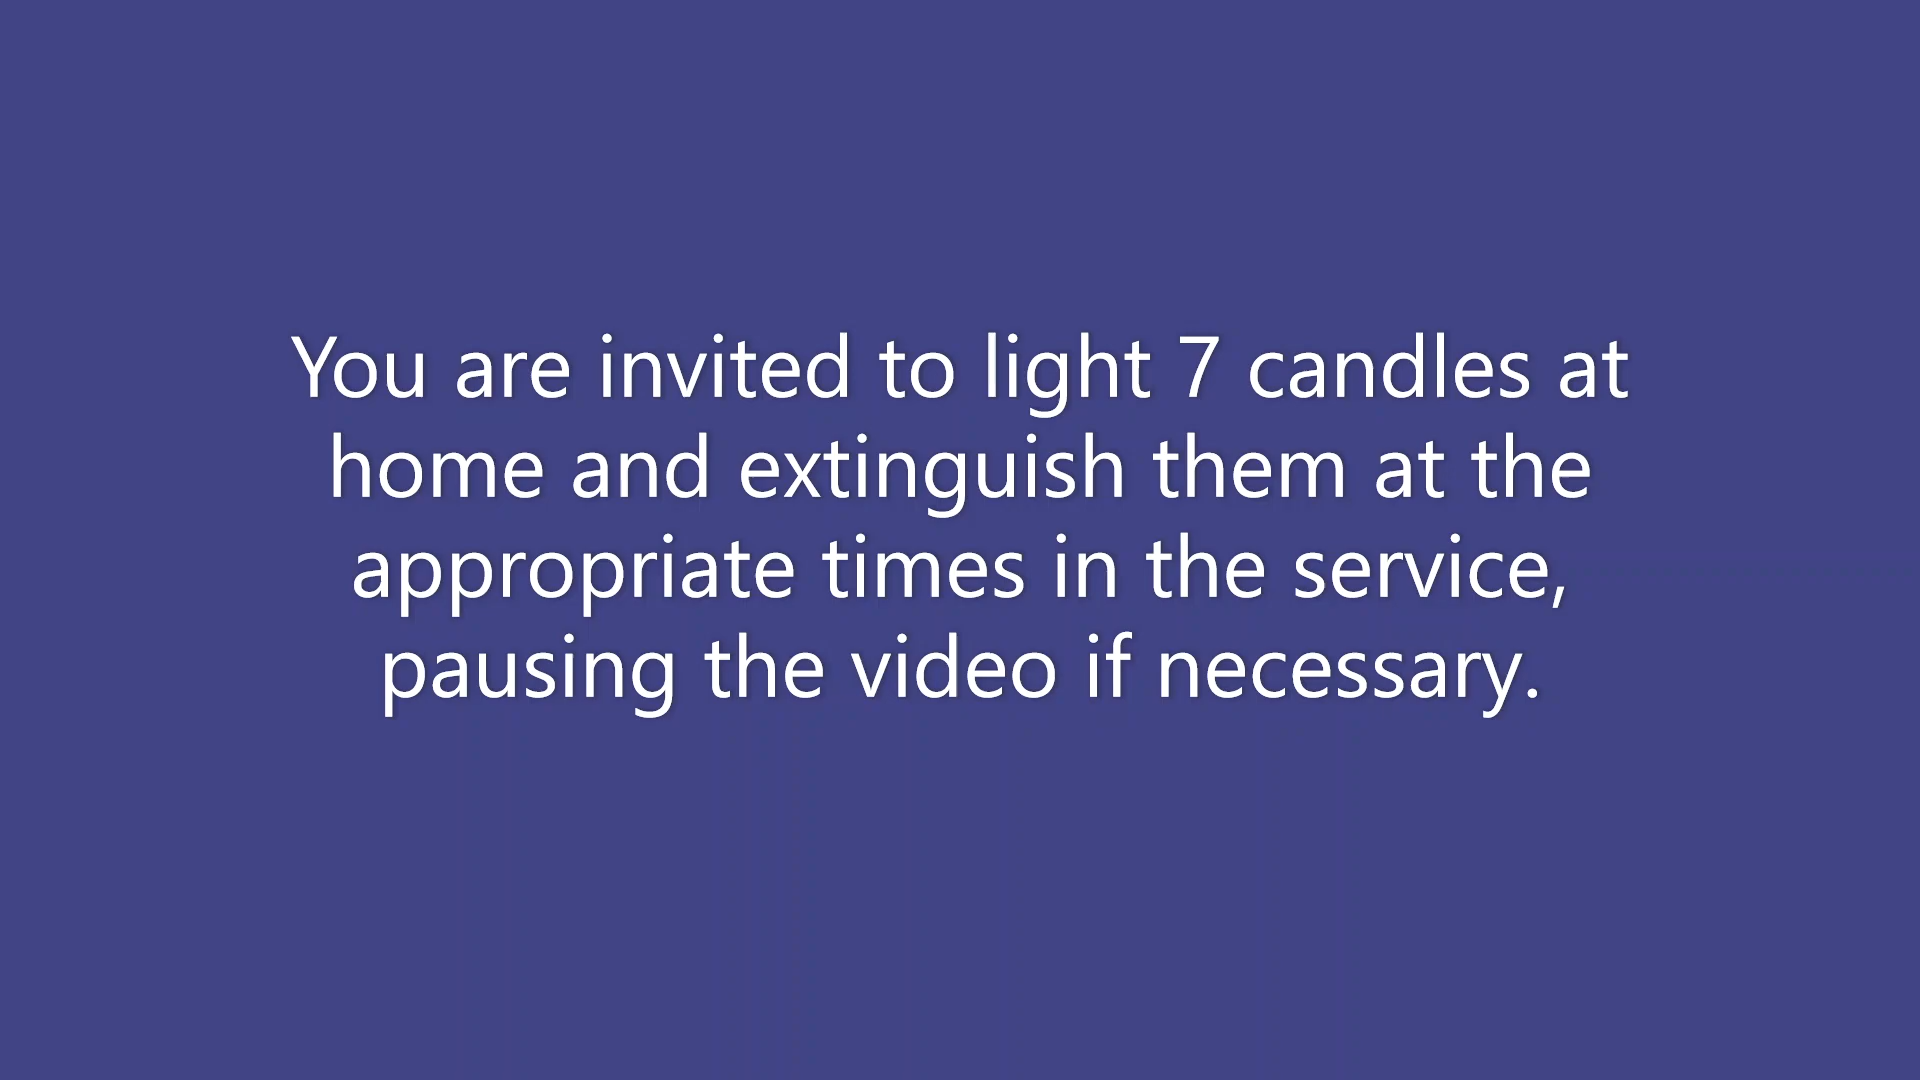 You are invited to light 7 candles at
home and extinguish them at the
appropriate times in the service,
pausing the video if necessary.